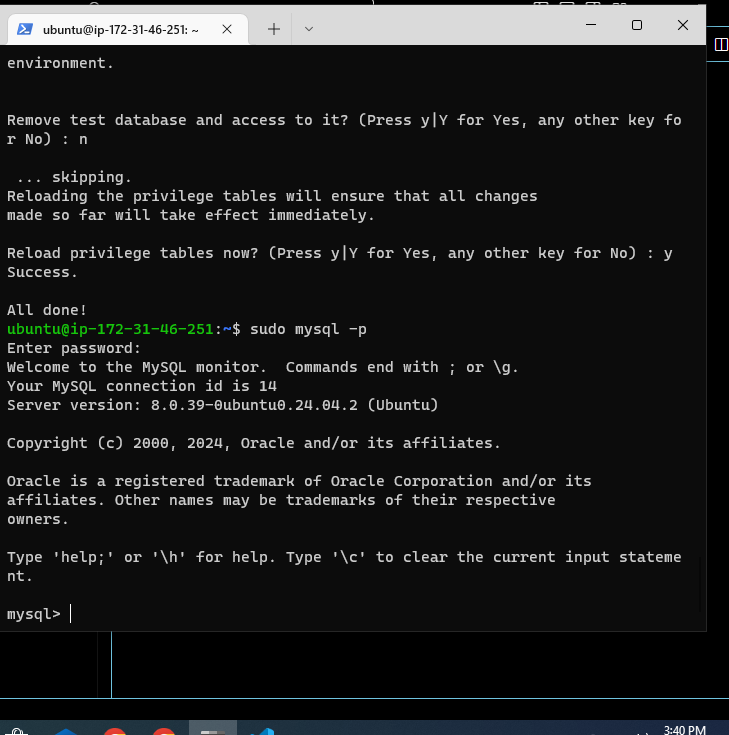 ubuntu@ip-172-31-46-251: ~
environment.
Remove test database and access to it? (Press y|Y for Yes, any other key fo
r No) : n
 ... skipping.
Reloading the privilege tables will ensure that all changes
made so far will take effect immediately.
Reload privilege tables now? (Press y|Y for Yes, any other key for No) : y
Success.
All done!
ubuntu@ip-172-31-46-251:~$ sudo mysql -p
Enter password:
Welcome to the MySQL monitor.  Commands end with ; or \g.
Your MySQL connection id is 14
Server version: 8.0.39-0ubuntu0.24.04.2 (Ubuntu)
Copyright (c) 2000, 2024, Oracle and/or its affiliates.
Oracle is a registered trademark of Oracle Corporation and/or its
affiliates. Other names may be trademarks of their respective
owners.
Type 'help;' or '\h' for help. Type '\c' to clear the current input stateme
nt.
mysql>
3:40 PM